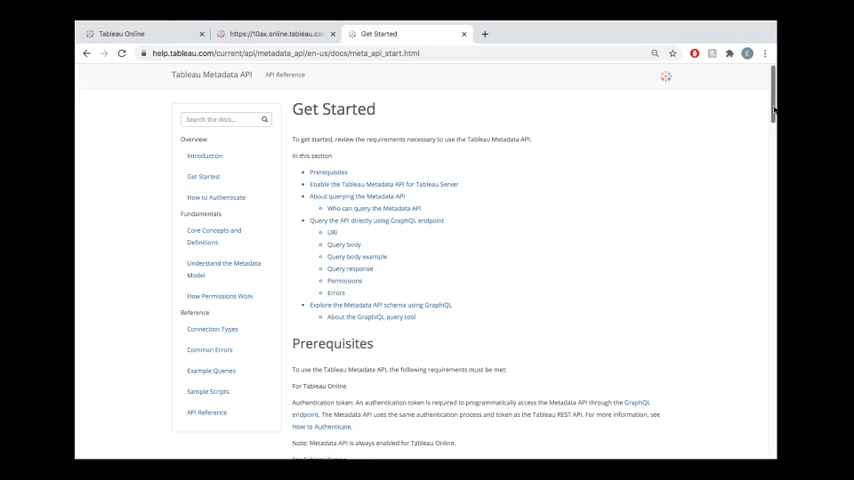 Tableau Online
https://10ax.online.tableau.com
Get Started
help.tableau.com/current/api/metadata_api/en-us/docs/meta_api_start.html
E
Tableau Metadata API
API Reference
Search the docs...
Overview
Introduction
Get Started
How to Authenticate
Fundamentals
Core Concepts and
Definitions
Understand the Metadata
Model
How Permissions Work
Reference
Connection Types
Common Errors
Example Queries
Sample Scripts
API Reference
Get Started
To get started, review the requirements necessary to use the Tableau Metadata API.
In this section
Prerequisites
Enable the Tableau Metadata API for Tableau Server
About querying the Metadata API
Who can query the Metadata API
Query the API directly using GraphQL endpoint
URI
Query body
Query body example
Query response
Permissions
Errors
Explore the Metadata API schema using GraphiQL
About the GraphiQL query tool
Prerequisites
To use the Tableau Metadata API, the following requirements must be met:
For Tableau Online
Authentication token: An authentication token is required to programmatically access the Metadata API through the GraphQL
endpoint. The Metadata API uses the same authentication process and token as the Tableau REST API. For more information, see
How to Authenticate.
Note: Metadata API is always enabled for Tableau Online.